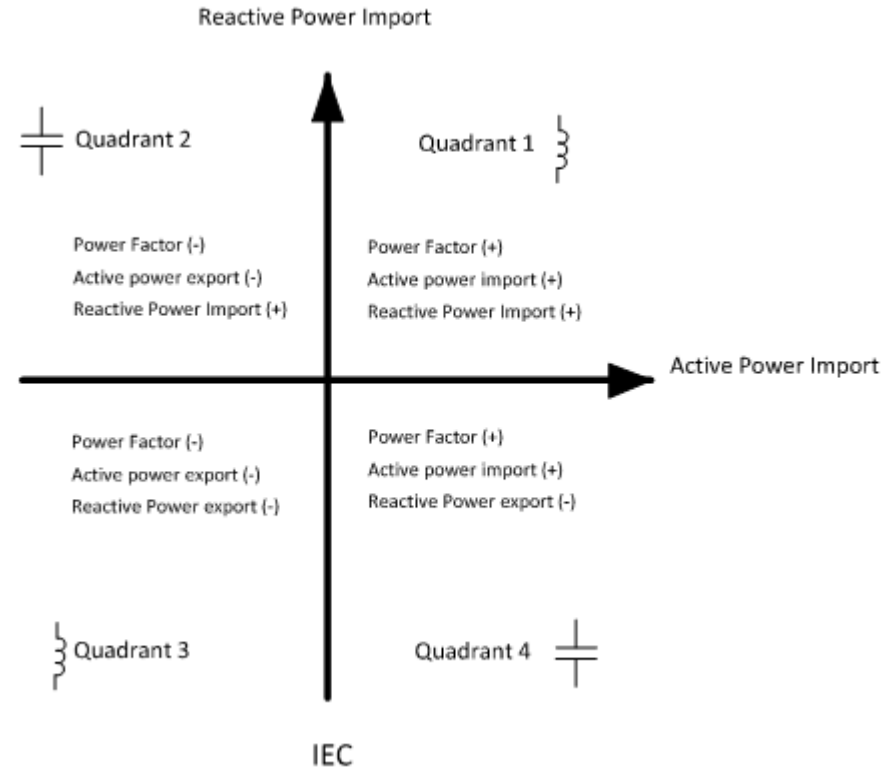 Reactive Power Import
Quadrant 2
Quadrant 1
Power Factor (-)
Active power export (-)
Reactive Power Import (+)
Power Factor (+)
Active power import (+)
Reactive Power Import (+)
Active Power Import
Power Factor (-)
Active power export (-)
Reactive Power export (-)
Power Factor (+)
Active power import (+)
Reactive Power export (-)
Quadrant 3
Quadrant 4
IEC